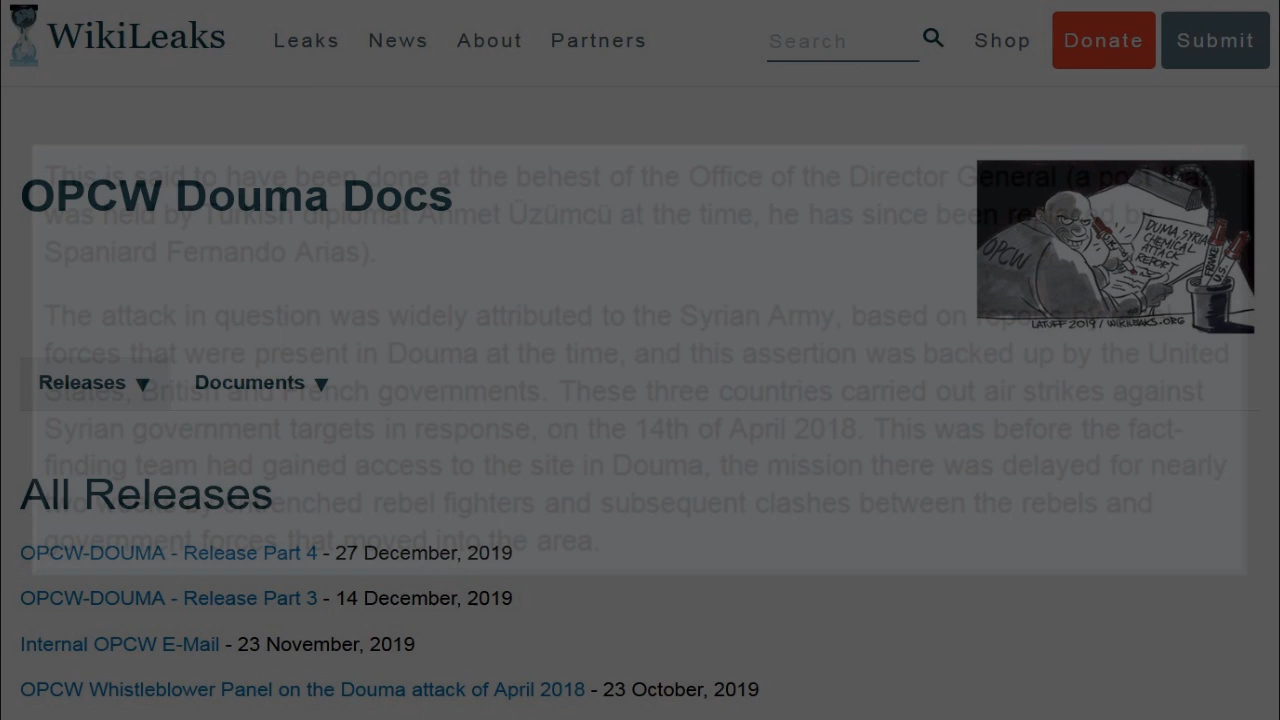 WikiLeaks Leaks News About Partners Search Shop Donate Submit
OPCW Douma Docs
This is said to have been done at the behest of the Office of the Director General (a post that
was held by Turkish diplomat Ahmet Üzümcü at the time, he has since been replaced by
Spaniard Fernando Arias).
OPCW
DUMA, SYRIA
CHEMICAL
ATTACK
REPORT
U.K
FRANCE
U.S.
LATUFF 2019 / WIKILEAKS.ORG
The attack in question was widely attributed to the Syrian Army, based on reports by
forces that were present in Douma at the time, and this assertion was backed up by the United
States, British and French governments. These three countries carried out air strikes against
Syrian government targets in response, on the 14th of April 2018. This was before the fact-
finding team had gained access to the site in Douma, the mission there was delayed for nearly
two weeks by entrenched rebel fighters and subsequent clashes between the rebels and
government forces that moved into the area.
Releases ▼ Documents ▼
All Releases
OPCW-DOUMA - Release Part 4 - 27 December, 2019
OPCW-DOUMA - Release Part 3 - 14 December, 2019
Internal OPCW E-Mail - 23 November, 2019
OPCW Whistleblower Panel on the Douma attack of April 2018 - 23 October, 2019